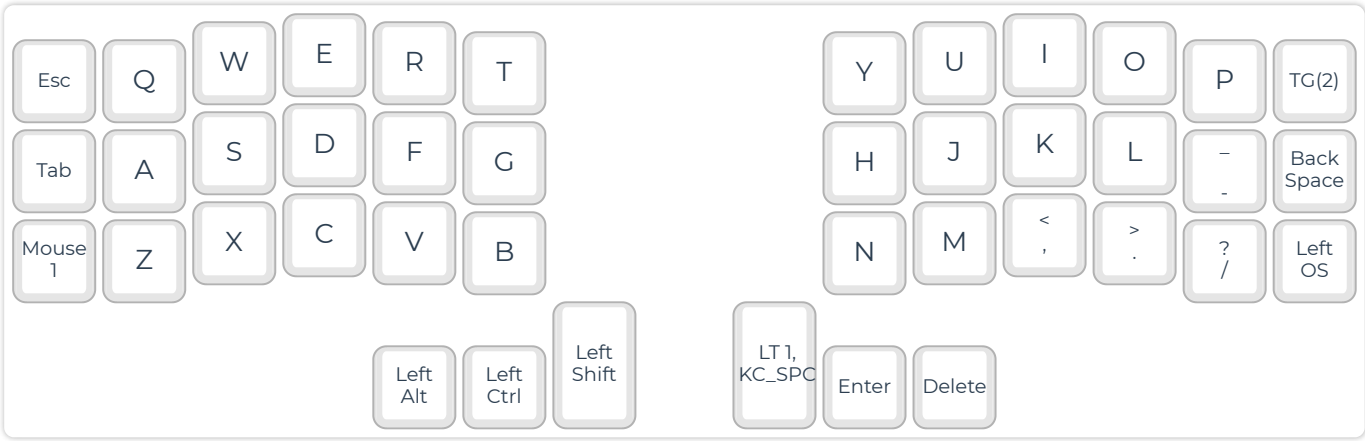 Esc
Q
W
E
R
T
Y
U
I
O
P
TG(2)
Tab
A
S
D
F
G
H
J
K
L
_
-
Back
Space
Mouse
1
Z
X
C
V
B
N
M
<
,
>
.
?
/
Left
OS
Left
Alt
Left
Ctrl
Left
Shift
LT 1,
KC_SPC
Enter
Delete